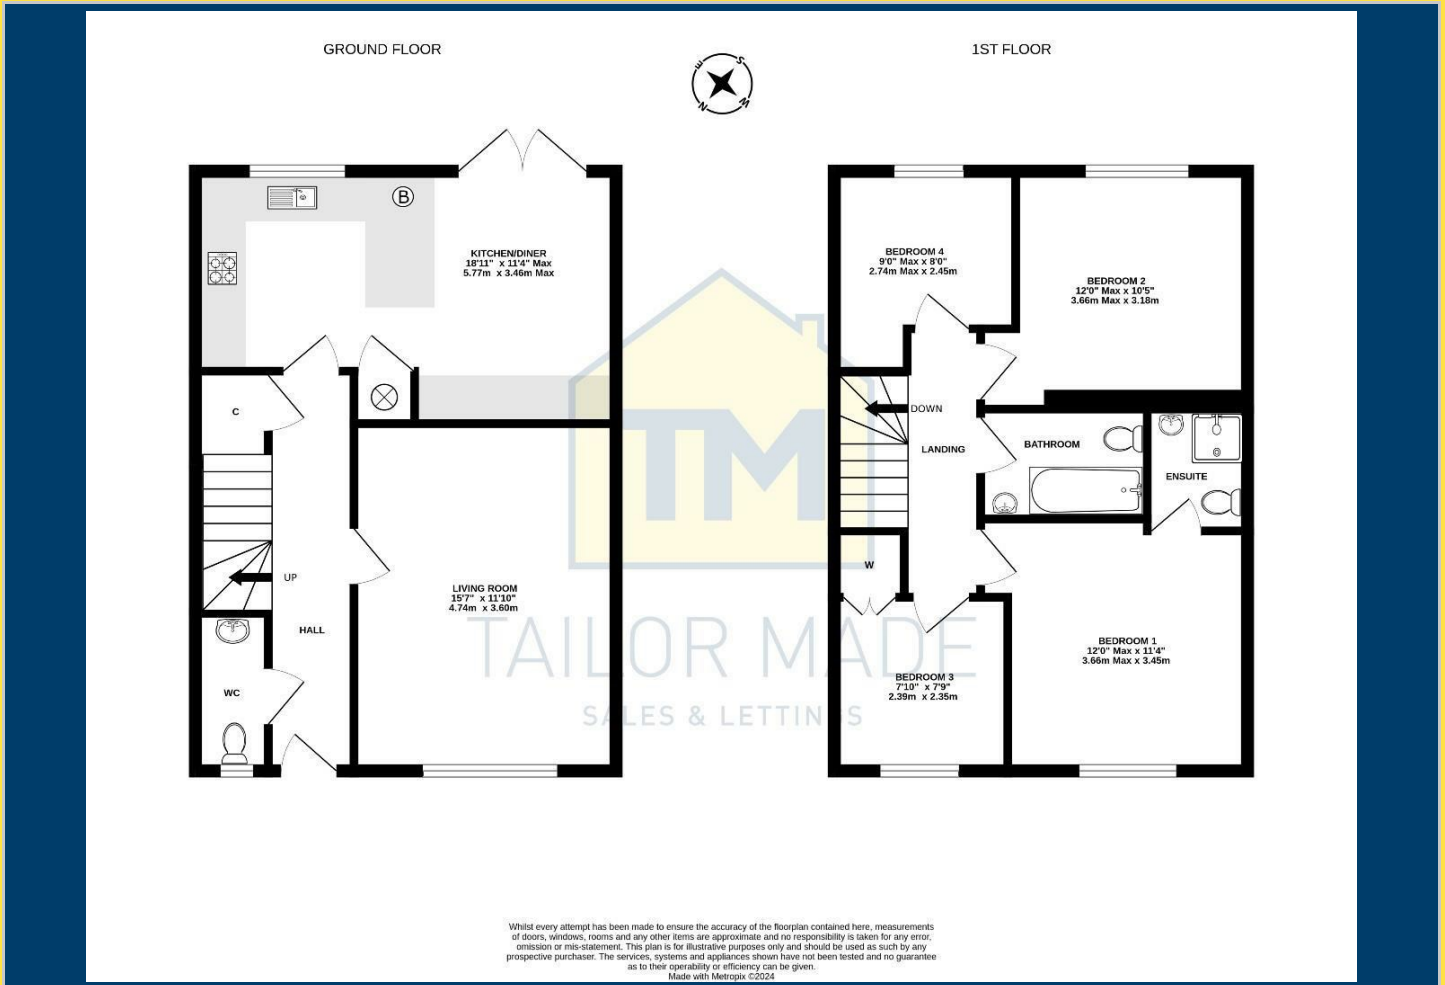 GROUND FLOOR
1ST FLOOR
E
S
N
W
B
KITCHEN/DINER
18'11" x 11'4" Max
5.77m x 3.46m Max
C
UP
HALL
WC
LIVING ROOM
15'7" x 11'10"
4.74m x 3.60m
BEDROOM 4
9'0" Max x 8'0"
2.74m Max x 2.45m
BEDROOM 2
12'0" Max x 10'5"
3.66m Max x 3.18m
DOWN
LANDING
BATHROOM
ENSUITE
W
BEDROOM 3
7'10" x 7'9"
2.39m x 2.35m
BEDROOM 1
12'0" Max x 11'4"
3.66m Max x 3.45m
TM
TAILOR MADE
SALES & LETTINGS
Whilst every attempt has been made to ensure the accuracy of the floorplan contained here, measurements
of doors, windows, rooms and any other items are approximate and no responsibility is taken for any error,
omission or mis-statement. This plan is for illustrative purposes only and should be used as such by any
prospective purchaser. The services, systems and appliances shown have not been tested and no guarantee
as to their operability or efficiency can be given.
Made with Metropix ©2024